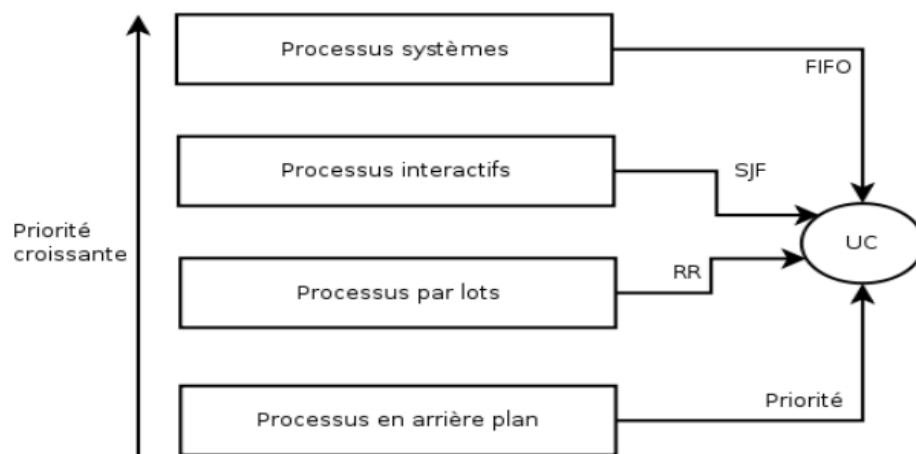 Processus systèmes
FIFO
Processus interactifs
SJF
Priorité
croissante
UC
Processus par lots
RR
Processus en arrière plan
Priorité